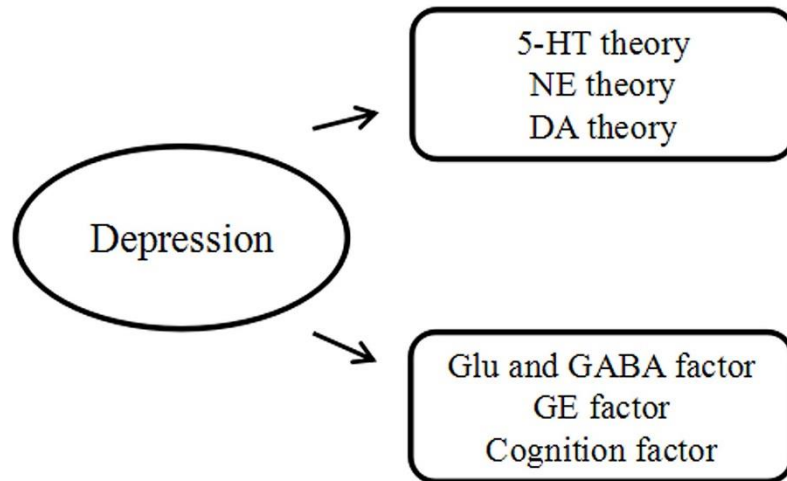 5-HT theory
NE theory
DA theory
Depression
Glu and GABA factor
GE factor
Cognition factor